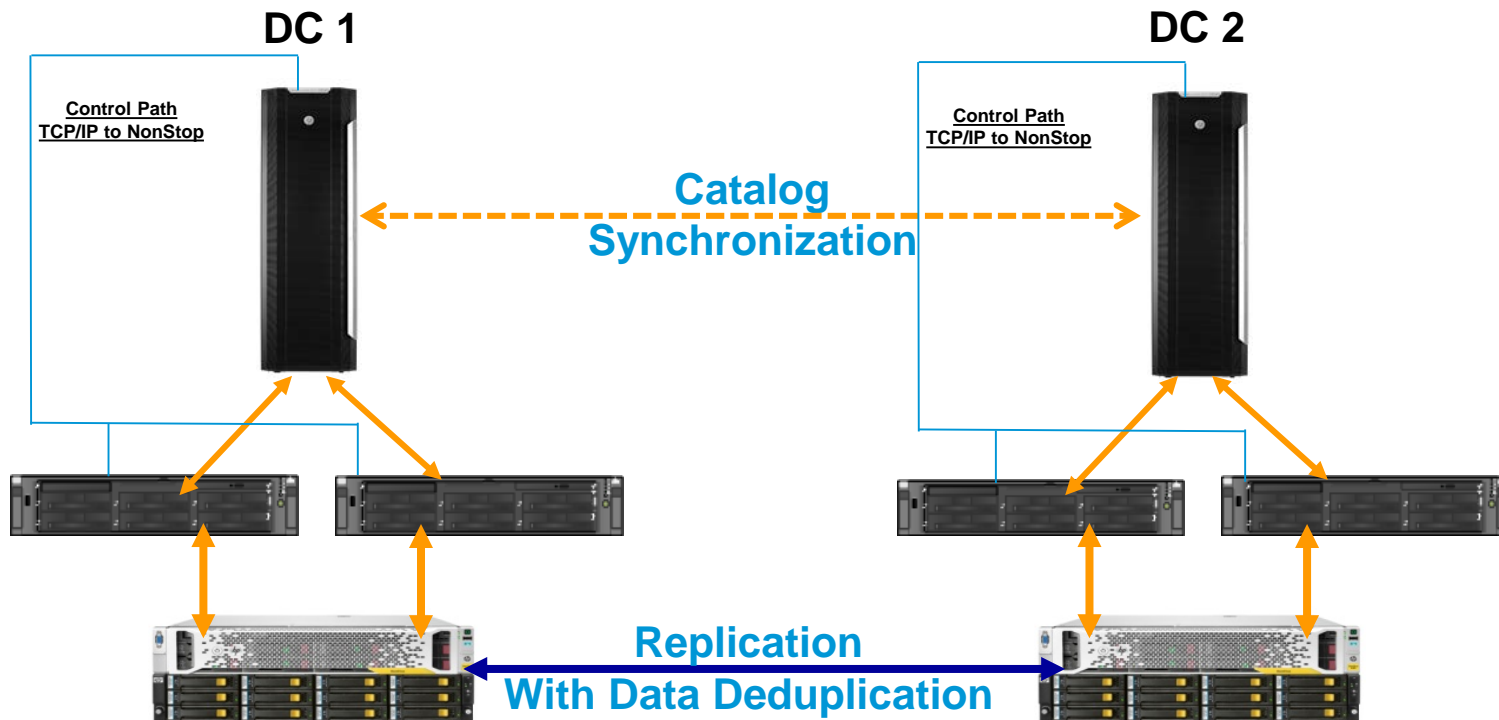 DC 1
DC 2
Control Path
TCP/IP to NonStop
Control Path
TCP/IP to NonStop
Catalog
Synchronization
Replication
With Data Deduplication